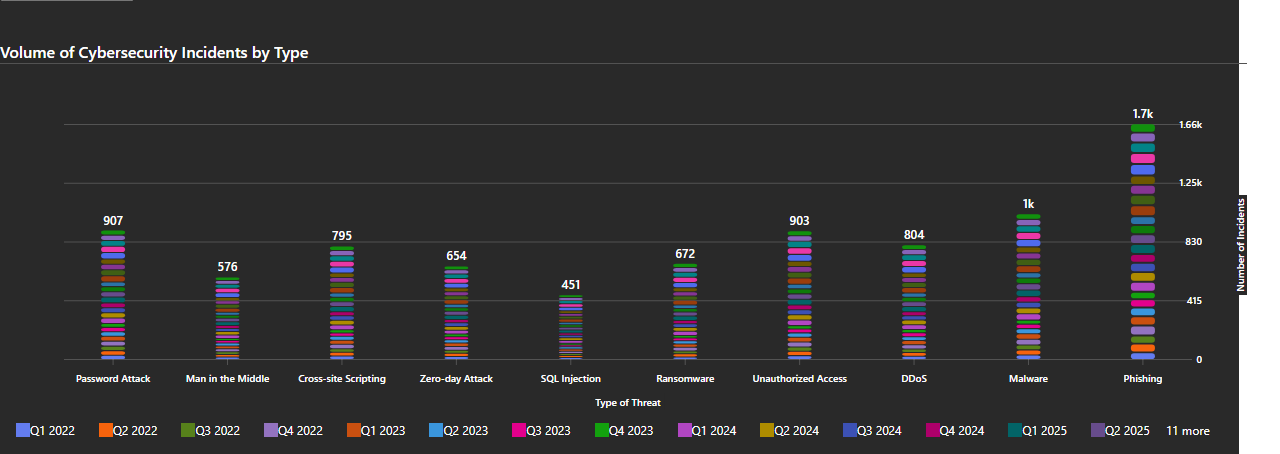 Volume of Cybersecurity Incidents by Type
1.7k
1.66k
1.25k
1k
907
903
830
804
795
672
654
576
451
415
0
Number of Incidents
Password Attack
Man in the Middle
Cross-site Scripting
Zero-day Attack
SQL Injection
Ransomware
Unauthorized Access
DDoS
Malware
Phishing
Type of Threat
Q1 2022
Q2 2022
Q3 2022
Q4 2022
Q1 2023
Q2 2023
Q3 2023
Q4 2023
Q1 2024
Q2 2024
Q3 2024
Q4 2024
Q1 2025
Q2 2025
11 more